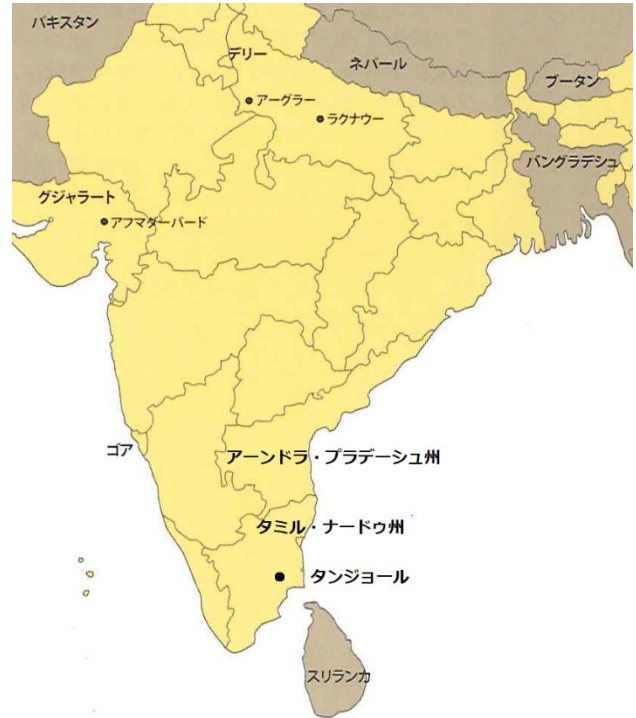 パキスタン
デリー
ネパール
ブータン
アーグラー
ラクナウー
バングラデシュ
グジャラート
アフマダーバード
ゴア
アーンドラ・プラデーシュ州
タミル・ナードゥ州
タンジョール
スリランカ